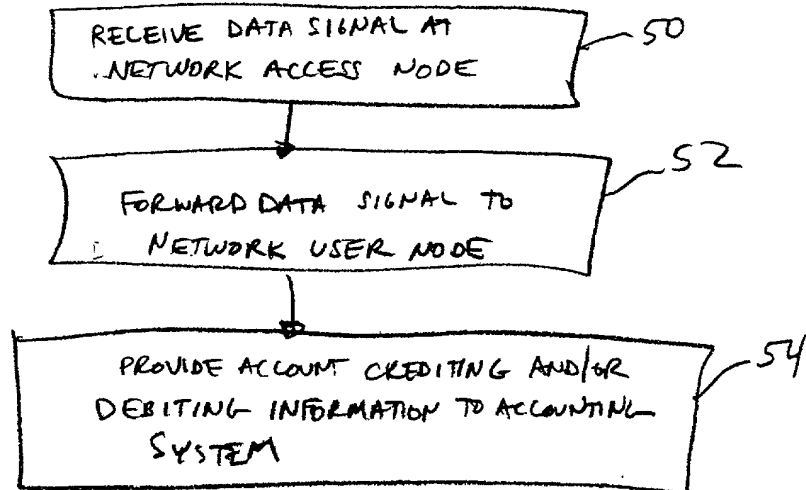 RECEIVE DATA SIGNAL AT
NETWORK ACCESS NODE
50
FORWARD DATA SIGNAL TO
NETWORK USER NODE
52
PROVIDE ACCOUNT CREDITING AND/OR
DEBITING INFORMATION TO ACCOUNTING
SYSTEM
54